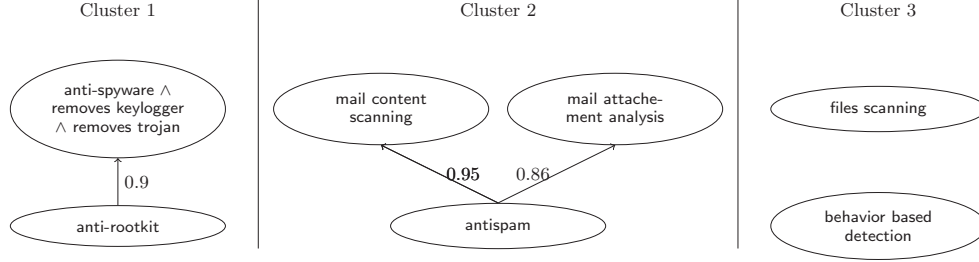 Cluster 1
anti-spyware ∧
removes keylogger
∧ removes trojan
0.9
anti-rootkit
Cluster 2
mail content
scanning
mail attache-
ment analysis
0.95
0.86
antispam
Cluster 3
files scanning
behavior based
detection